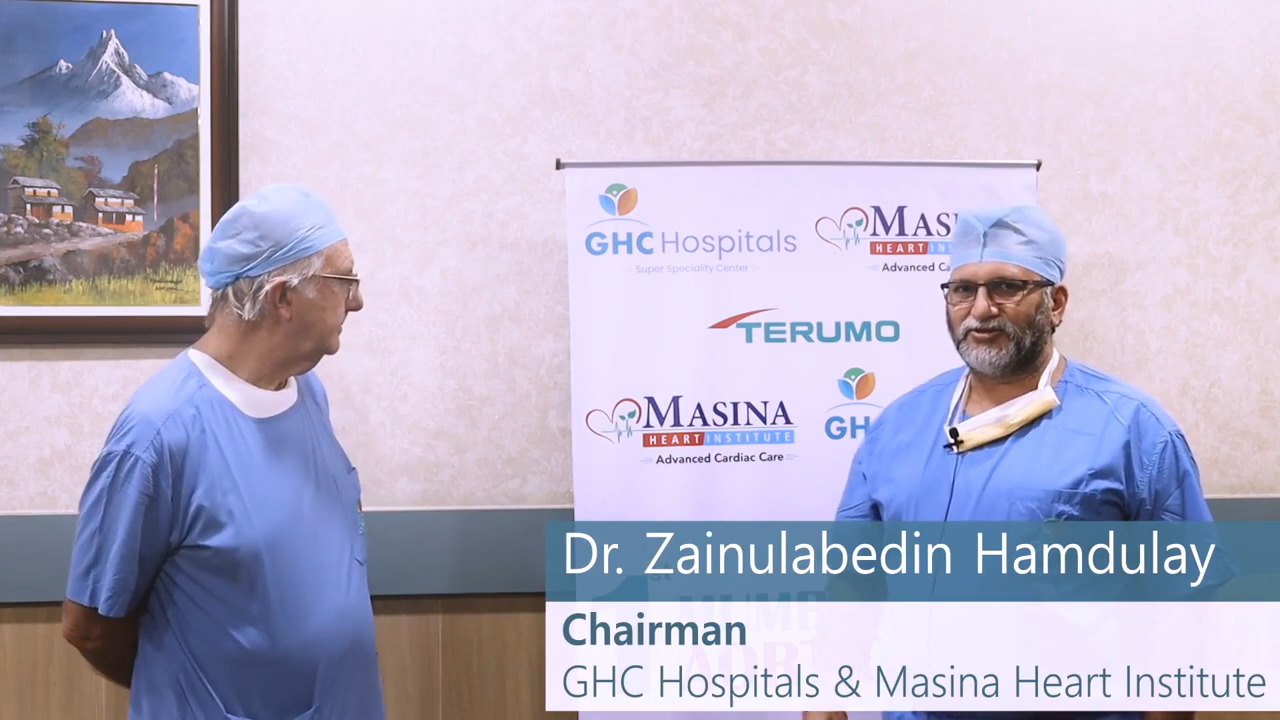 GHC Hospitals
Super Speciality Center
MAS
HEART IN
Advanced Ca
TERUMO
MASINA
HEART INSTITUTE
Advanced Cardiac Care
GH
Dr. Zainulabedin Hamdulay
Chairman
GHC Hospitals & Masina Heart Institute